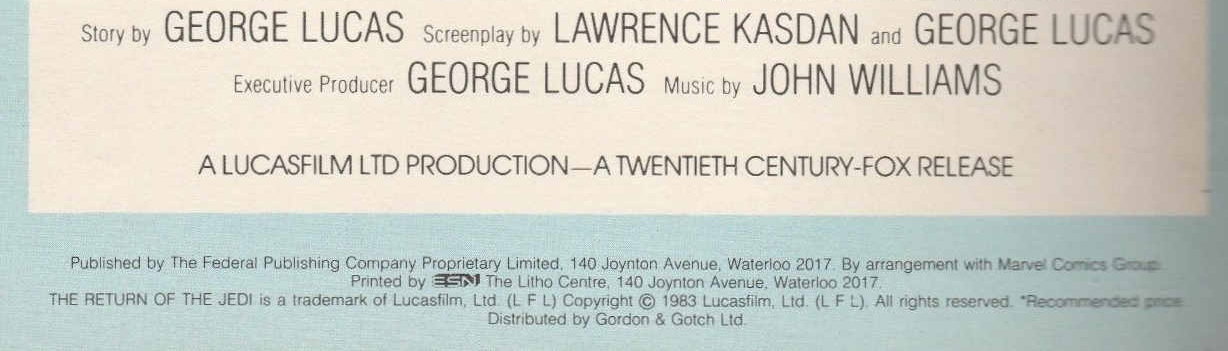 Story by GEORGE LUCAS Screenplay by LAWRENCE KASDAN and GEORGE LUCAS
Executive Producer GEORGE LUCAS Music by JOHN WILLIAMS
A LUCASFILM LTD PRODUCTION—A TWENTIETH CENTURY-FOX RELEASE
Published by The Federal Publishing Company Proprietary Limited, 140 Joynton Avenue, Waterloo 2017. By arrangement with Marvel Comics Group.
Printed by ESN The Litho Centre, 140 Joynton Avenue, Waterloo 2017.
THE RETURN OF THE JEDI is a trademark of Lucasfilm, Ltd. (L F L) Copyright © 1983 Lucasfilm, Ltd. (L F L). All rights reserved. *Recommended price
Distributed by Gordon & Gotch Ltd.